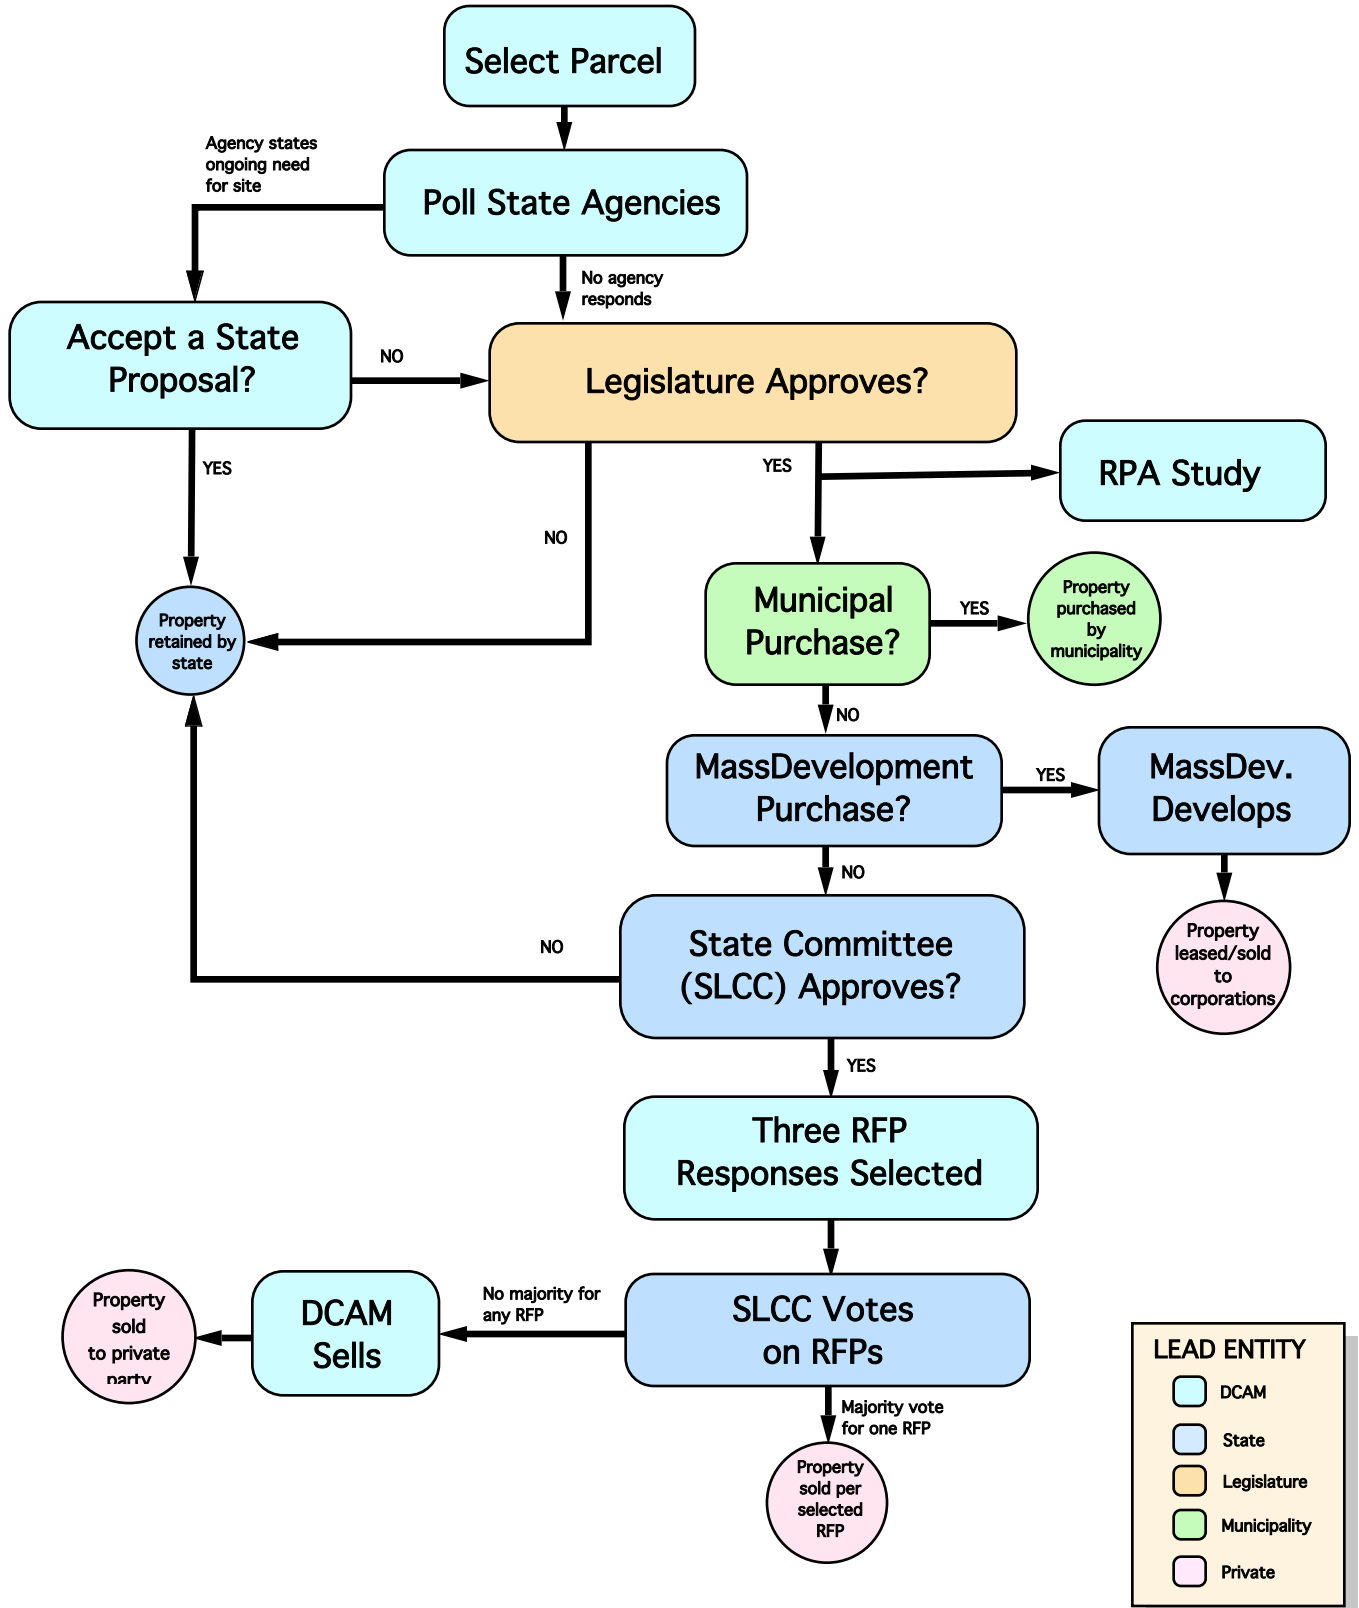 Select Parcel
Agency states
ongoing need
for site
Poll State Agencies
No agency
responds
Accept a State
Proposal?
NO
Legislature Approves?
YES
YES
RPA Study
NO
Property
retained by
state
Municipal
Purchase?
YES
Property
purchased
by
municipality
NO
MassDevelopment
Purchase?
YES
MassDev.
Develops
NO
State Committee
(SLCC) Approves?
NO
Property
leased/sold
to
corporations
YES
Three RFP
Responses Selected
SLCC Votes
on RFPs
No majority for
any RFP
DCAM
Sells
Property
sold
to private
party
Majority vote
for one RFP
Property
sold per
selected
RFP
LEAD ENTITY
DCAM
State
Legislature
Municipality
Private